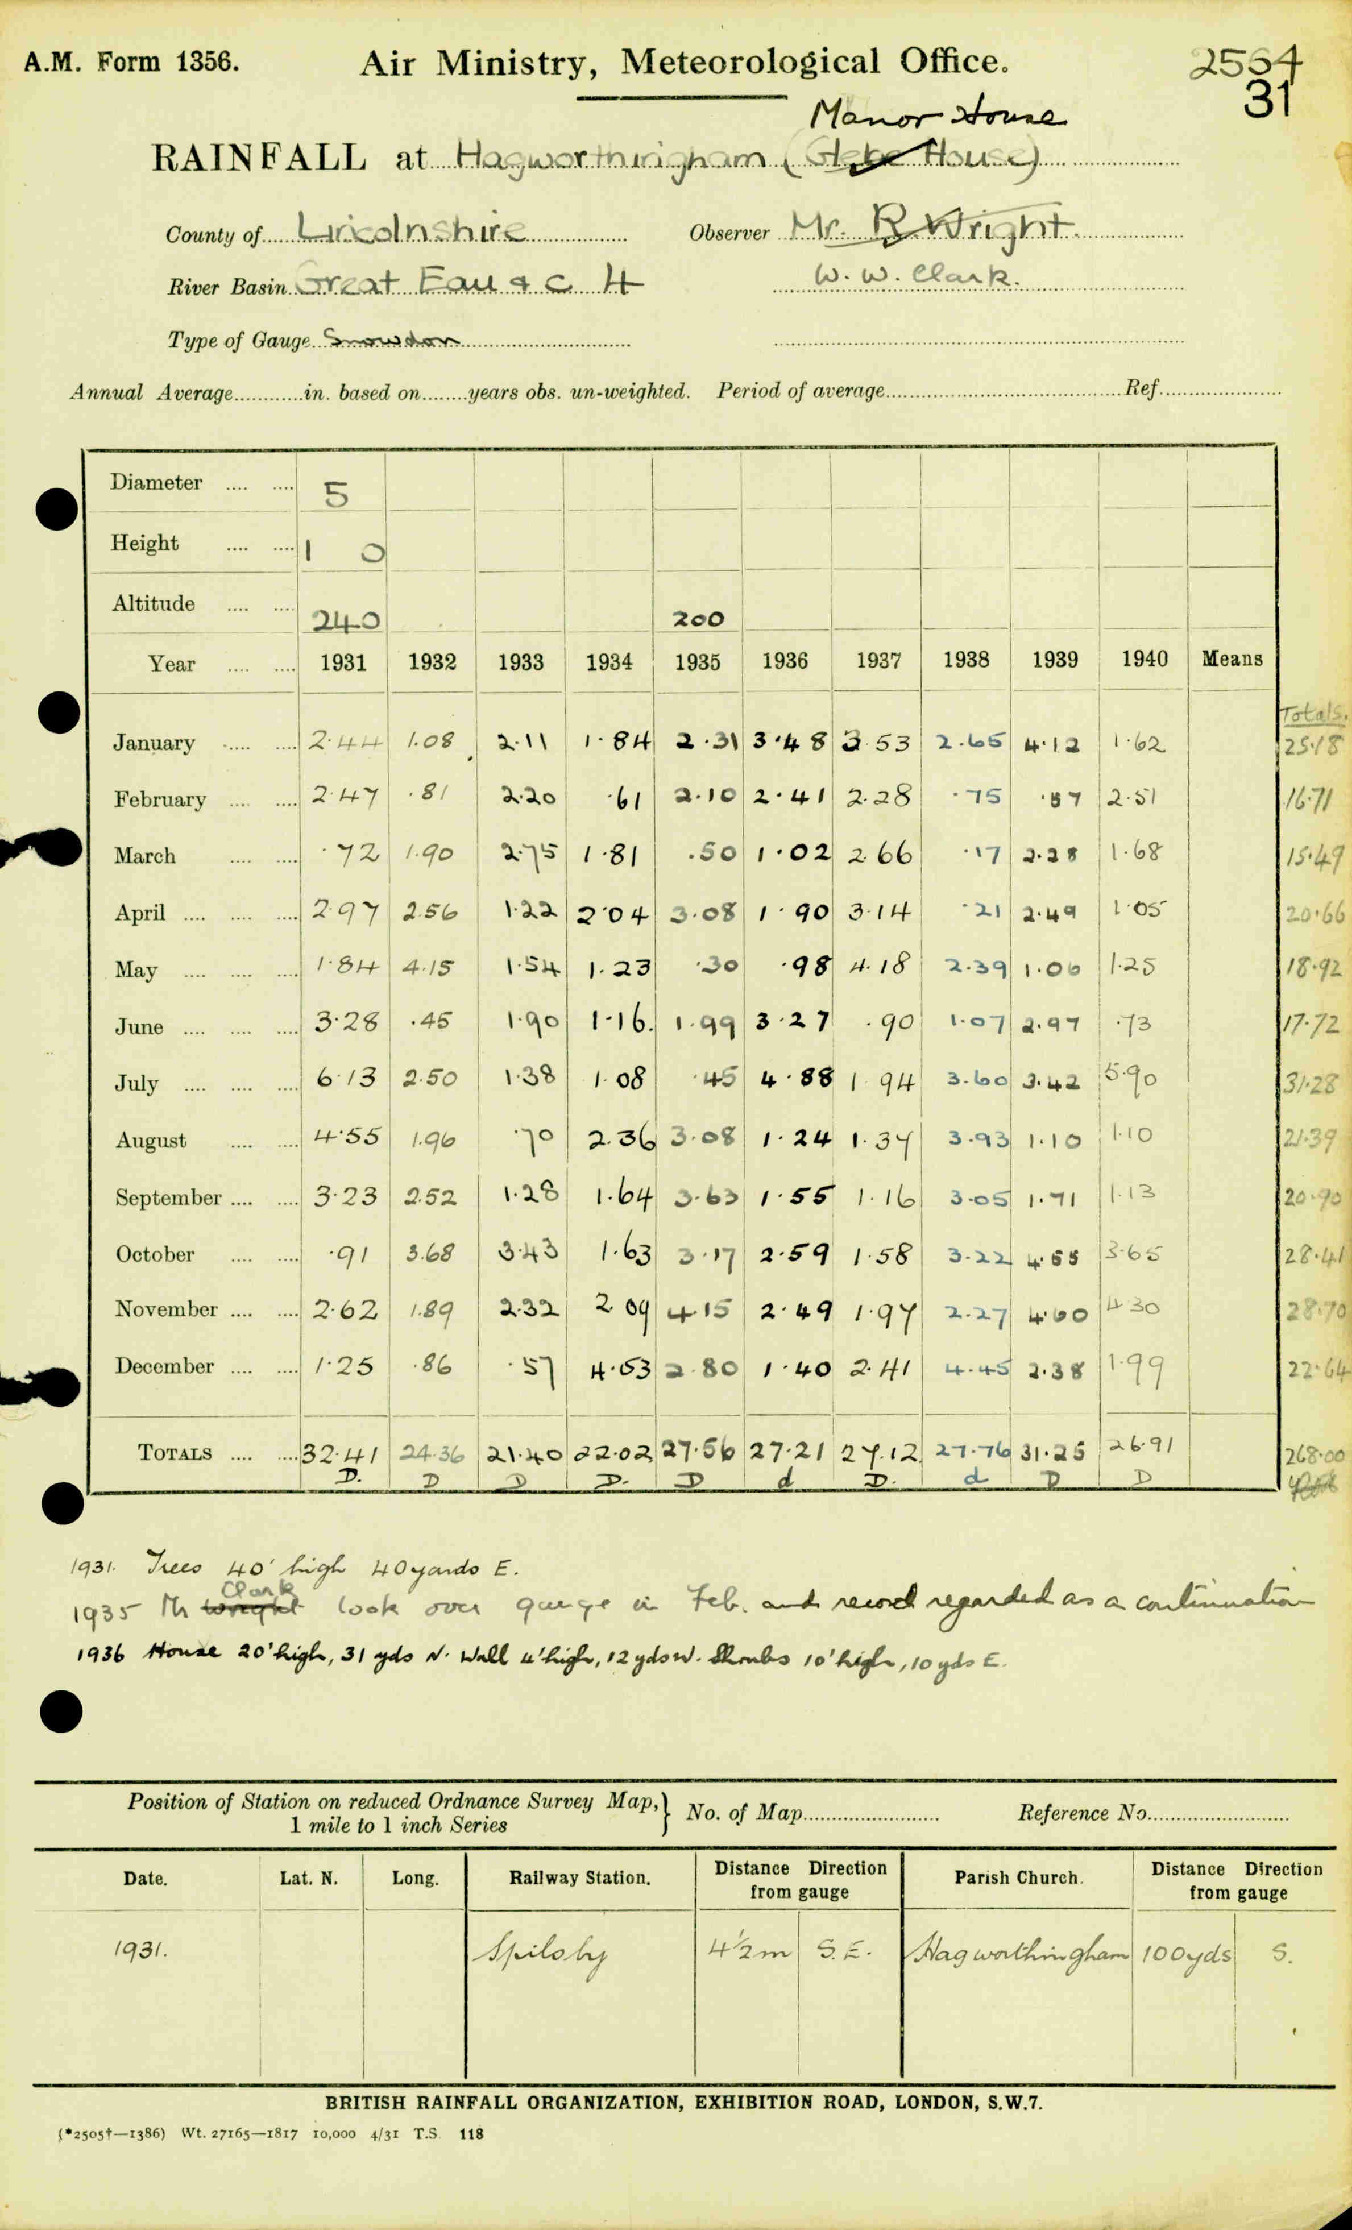 A.M. Form 1356. Air Ministry, Meteorological Office. 2564
31
Manor House
RAINFALL at Hagworthingham (Glebe House)
County of Lincolnshire Observer Mr. R Wright.
River Basin Great Eau & c 4 W. W. Clark.
Type of Gauge Snowdon
Annual Average............in. based on........years obs. un-weighted. Period of average.......................................Ref.....................
Diameter .... .... 5
Height .... .... 1 0
Altitude .... .... 240 200
Year .... .... 1931 1932 1933 1934 1935 1936 1937 1938 1939 1940 Means
Totals.
January ..... .... 2.44 1.08 2.11 1.84 2.31 3.48 3.53 2.65 4.12 1.62 25.18
February .... .... 2.47 .81 2.20 .61 2.10 2.41 2.28 .75 .57 2.51 16.71
March .... .... .72 1.90 2.75 1.81 .50 1.02 2.66 .17 2.28 1.68 15.49
April .... .... .... 2.97 2.56 1.22 2.04 3.08 1.90 3.14 .21 2.49 1.05 20.66
May .... .... .... 1.84 4.15 1.54 1.23 .30 .98 4.18 2.39 1.06 1.25 18.92
June .... .... .... 3.28 .45 1.90 1.16. 1.99 3.27 .90 1.07 2.97 .73 17.72
July .... .... .... 6.13 2.50 1.38 1.08 .45 4.88 1.94 3.60 3.42 5.90 31.28
August .... .... 4.55 1.96 .70 2.36 3.08 1.24 1.37 3.93 1.10 1.10 21.39
September .... .... 3.23 2.52 1.28 1.64 3.63 1.55 1.16 3.05 1.71 1.13 20.90
October .... .... .91 3.68 3.43 1.63 3.17 2.59 1.58 3.22 4.55 3.65 28.41
November .... .... 2.62 1.89 2.32 2.09 4.15 2.49 1.97 2.27 4.60 4.30 28.70
December .... .... 1.25 .86 .57 4.53 2.80 1.40 2.41 4.45 2.38 1.99 22.64
TOTALS .... .... 32.41 24.36 21.40 22.02 27.56 27.21 27.12 27.76 31.25 26.91 268.00
D. D D D. D d D. d D D
1931. Trees 40' high 40 yards E.
Clark
1935 Mr Wright took over gauge in Feb. and record regarded as a continuation
1936 House 20' high, 31 yds N. Wall 4' high, 12 yds W. Shrubs 10' high, 10 yds E.
Position of Station on reduced Ordnance Survey Map,} No. of Map........................ Reference No.........................
1 mile to 1 inch Series
Date. Lat. N. Long. Railway Station. Distance Direction from gauge Parish Church. Distance Direction from gauge
1931. Spilsby 4½ m S.E. Hagworthingham 100 yds S.
BRITISH RAINFALL ORGANIZATION, EXHIBITION ROAD, LONDON, S.W.7.
(*2505†—1386) Wt. 27165—1817 10,000 4/31 T.S. 118